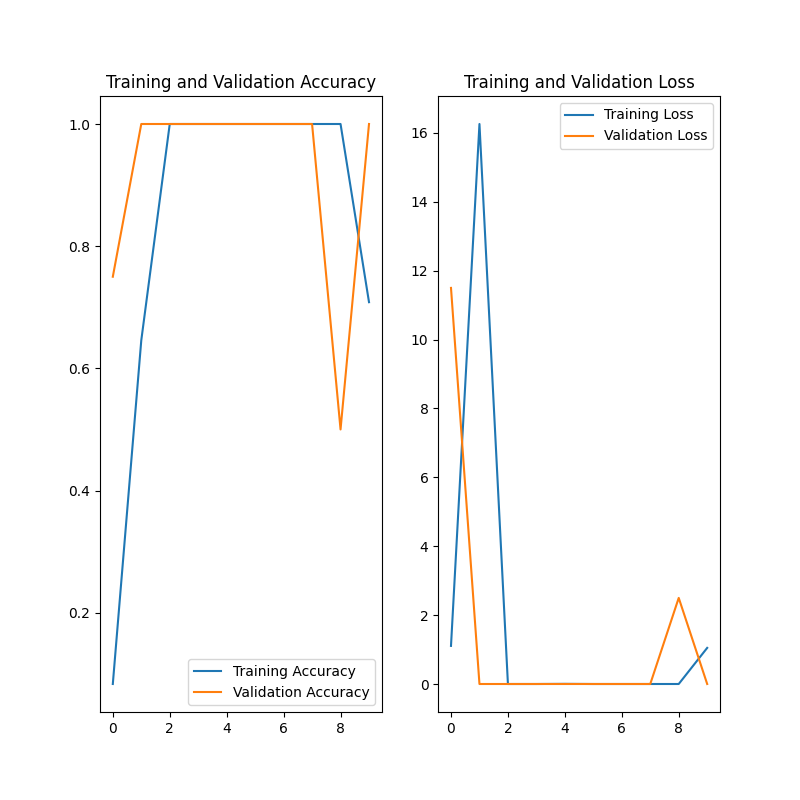 Training and Validation Accuracy
1.0
0.8
0.6
0.4
0.2
0 2 4 6 8
Training Accuracy
Validation Accuracy
Training and Validation Loss
16
14
12
10
8
6
4
2
0
0 2 4 6 8
Training Loss
Validation Loss